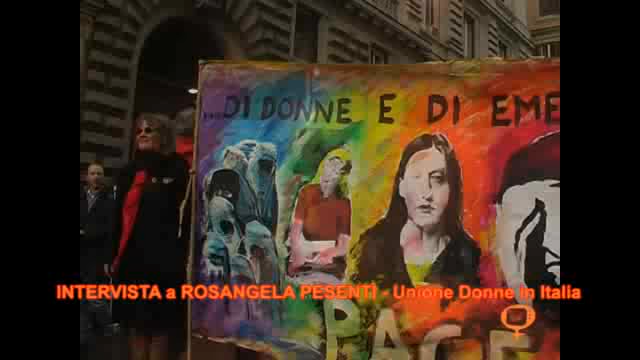 ....DI DONNE E DI EME
INTERVISTA a ROSANGELA PESENTI - Unione Donne in Italia
PACE